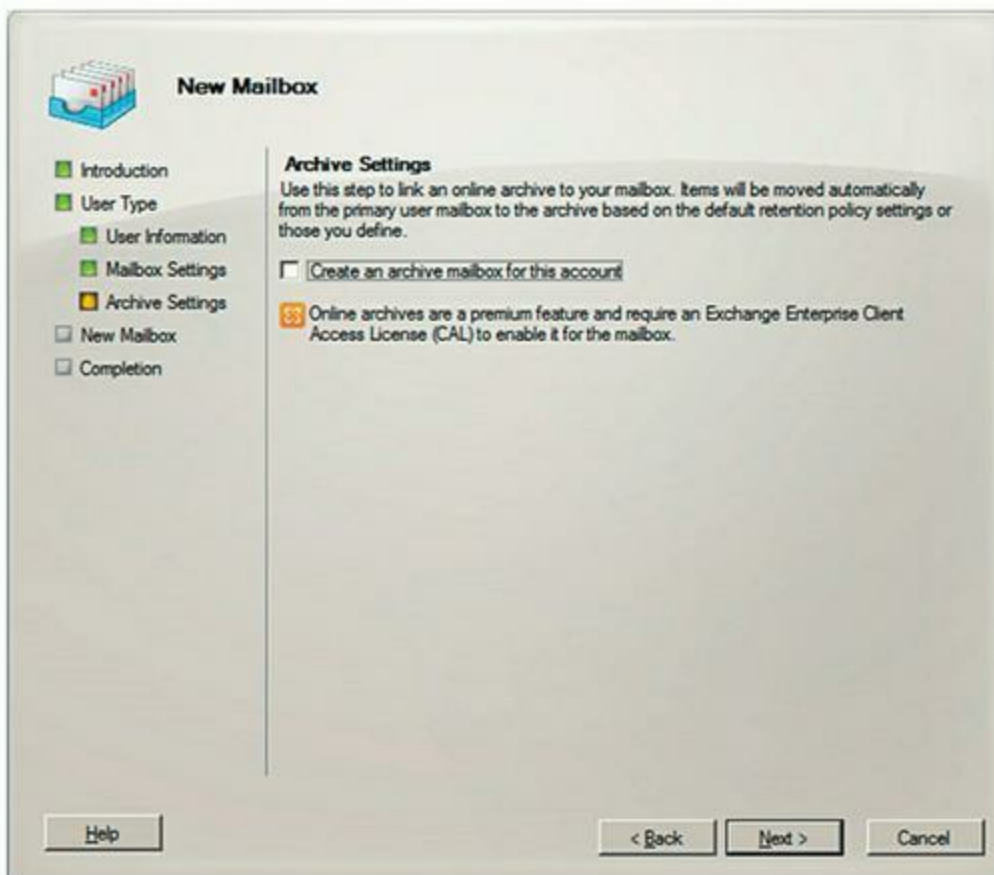 New Mailbox
Introduction
User Type
User Information
Mailbox Settings
Archive Settings
New Mailbox
Completion
Archive Settings
Use this step to link an online archive to your mailbox. Items will be moved automatically
from the primary user mailbox to the archive based on the default retention policy settings or
those you define.
Create an archive mailbox for this account
Online archives are a premium feature and require an Exchange Enterprise Client
Access License (CAL) to enable it for the mailbox.
Help
< Back
Next >
Cancel